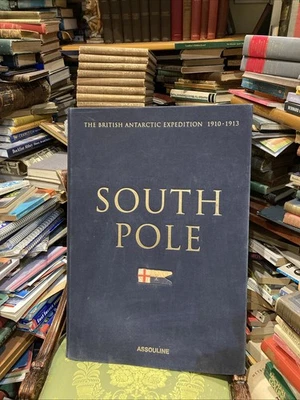 THE BRITISH ANTARCTIC EXPEDITION 1910-1913
SOUTH
POLE
ASSOULINE